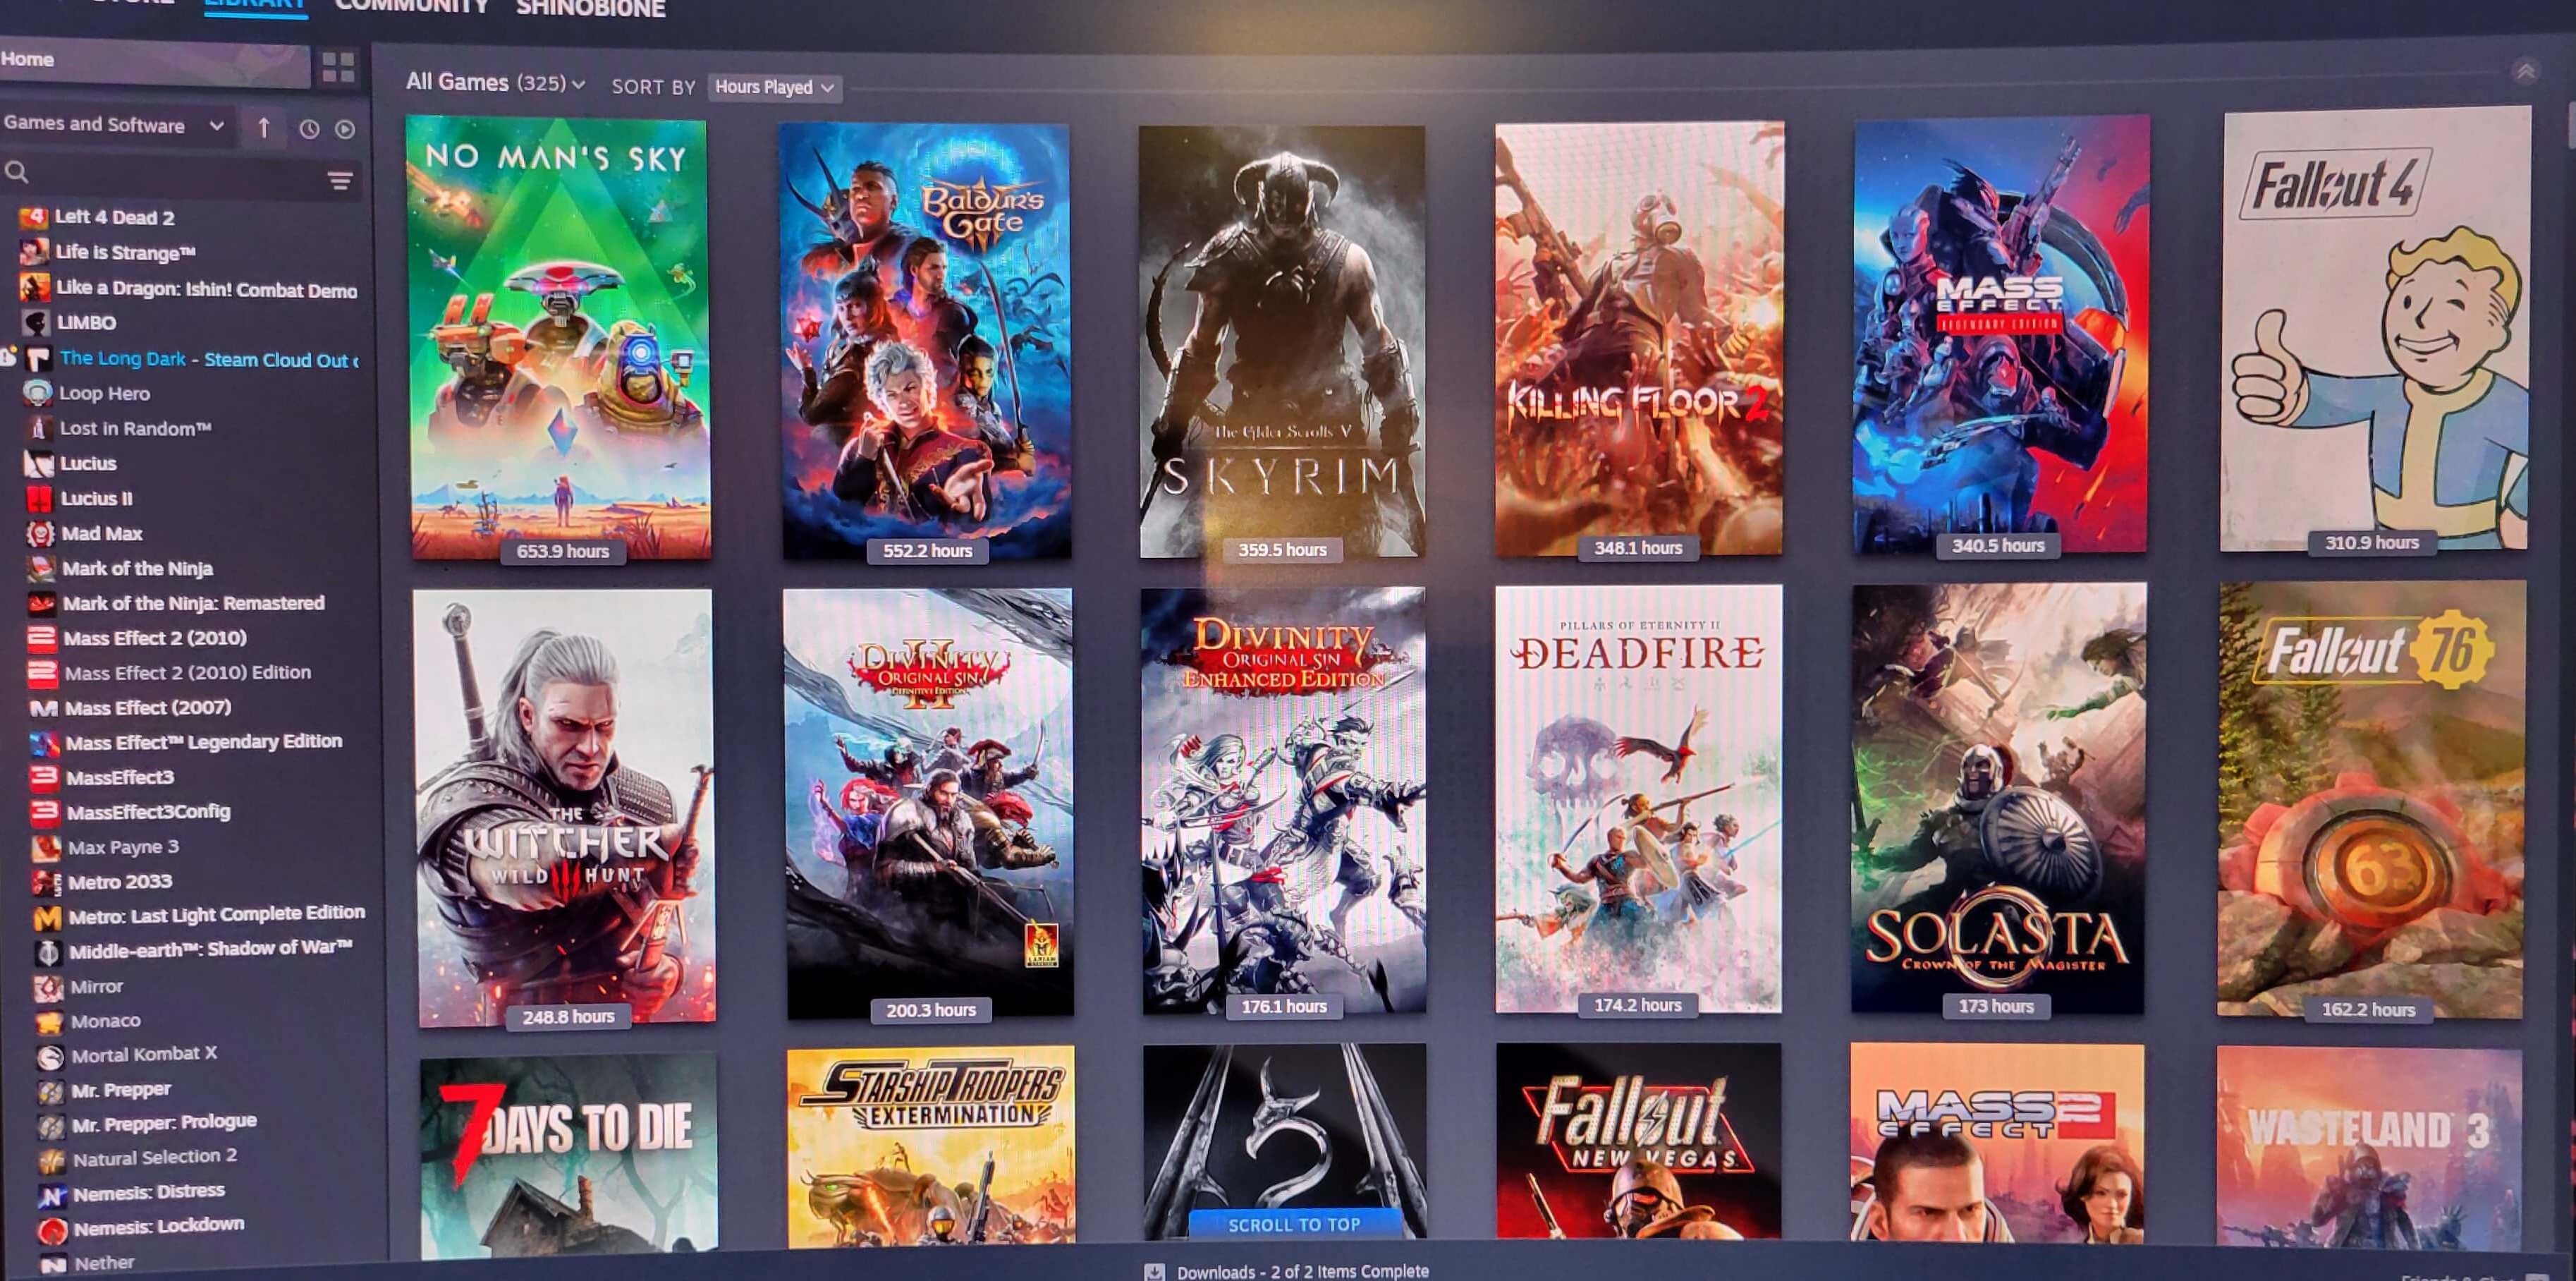 LIBRARY COMMUNITY SHINOBI0NE
Home
All Games (325) SORT BY Hours Played
Games and Software
Left 4 Dead 2
Life is Strange™
Like a Dragon: Ishin! Combat Demo
LIMBO
The Long Dark - Steam Cloud Out
Loop Hero
Lost in Random™
Lucius
Lucius II
Mad Max
Mark of the Ninja
Mark of the Ninja: Remastered
Mass Effect 2 (2010)
Mass Effect 2 (2010) Edition
Mass Effect (2007)
Mass Effect™ Legendary Edition
MassEffect3
MassEffect3Config
Max Payne 3
Metro 2033
Metro: Last Light Complete Edition
Middle-earth™: Shadow of War™
Mirror
Monaco
Mortal Kombat X
Mr. Prepper
Mr. Prepper: Prologue
Natural Selection 2
Nemesis: Distress
Nemesis: Lockdown
Nether
NO MAN'S SKY
653.9 hours
BALDUR'S
GATE
III
552.2 hours
The Elder Scrolls V
SKYRIM
359.5 hours
KILLING FLOOR 2
348.1 hours
MASS
EFFECT
LEGENDARY EDITION
340.5 hours
Fallout 4
310.9 hours
THE
WITCHER
WILD HUNT
248.8 hours
DIVINITY
ORIGINAL SIN
DEFINITIVE EDITION
II
LARIAN
STUDIOS
200.3 hours
DIVINITY
ORIGINAL SIN
ENHANCED EDITION
176.1 hours
PILLARS OF ETERNITY II
DEADFIRE
174.2 hours
SOLASTA
CROWN OF THE MAGISTER
173 hours
Fallout 76
63
162.2 hours
7 DAYS TO DIE
STARSHIP TROOPERS
EXTERMINATION
SCROLL TO TOP
Fallout
NEW VEGAS
MASS 2
EFFECT
WASTELAND 3
Downloads - 2 of 2 Items Complete